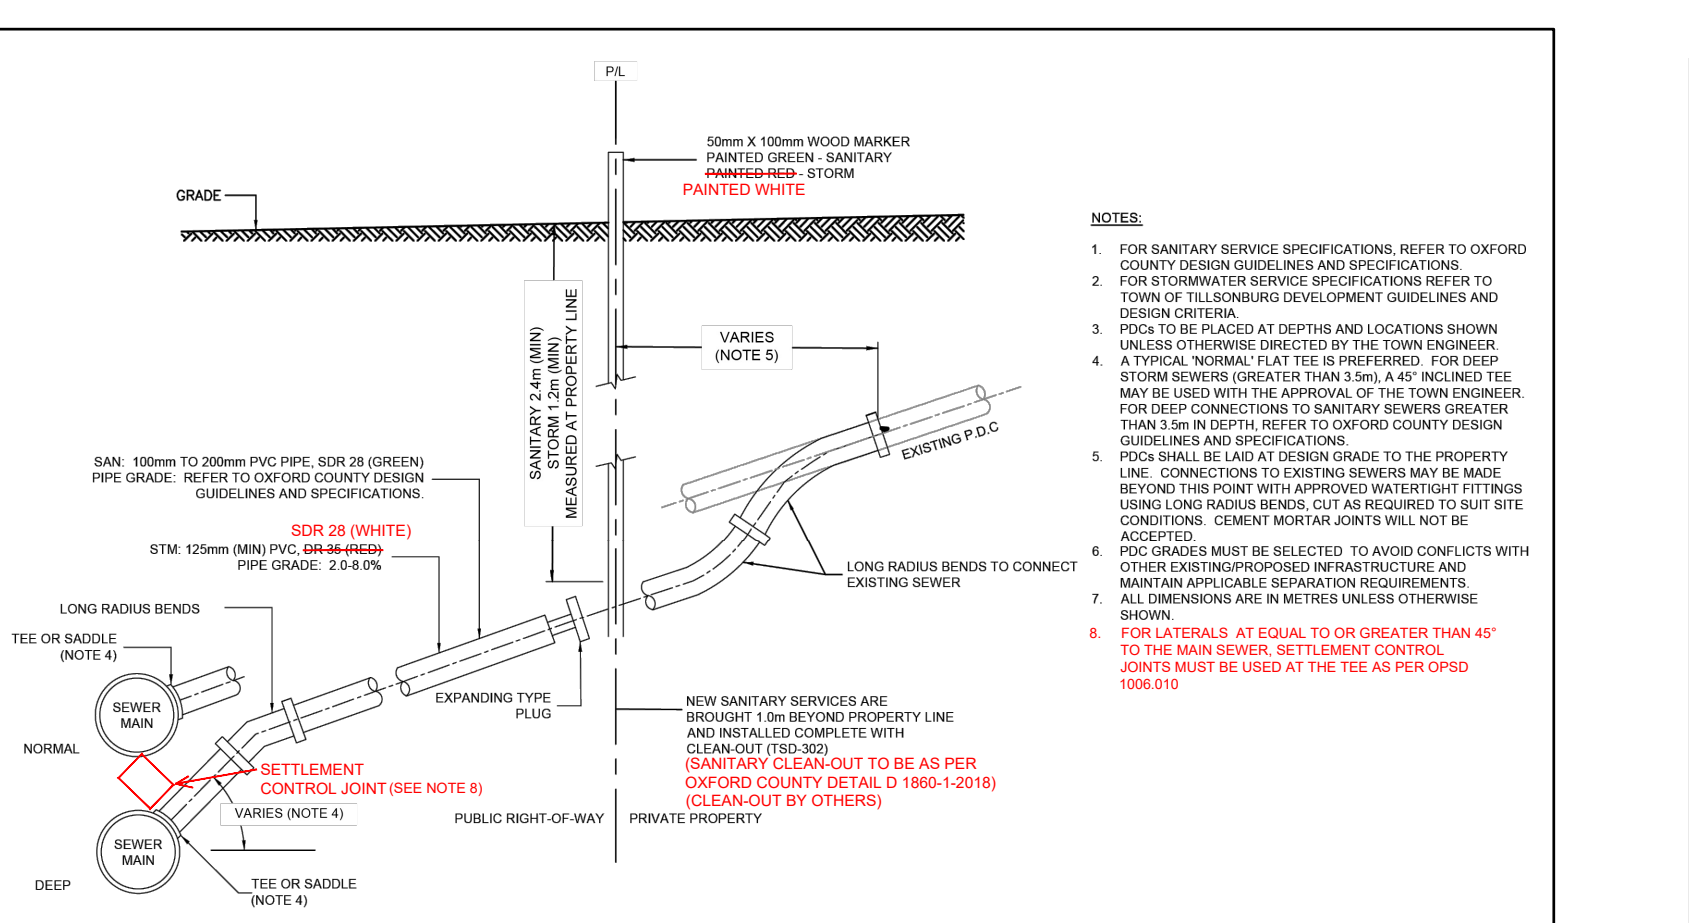 P/L
50mm X 100mm WOOD MARKER
PAINTED GREEN - SANITARY
PAINTED RED - STORM
PAINTED WHITE
GRADE
SANITARY 2.4m (MIN)
STORM 1.2m (MIN)
MEASURED AT PROPERTY LINE
VARIES
(NOTE 5)
EXISTING P.D.C
SAN: 100mm TO 200mm PVC PIPE, SDR 28 (GREEN)
PIPE GRADE: REFER TO OXFORD COUNTY DESIGN
GUIDELINES AND SPECIFICATIONS.
SDR 28 (WHITE)
STM: 125mm (MIN) PVC, DR 35 (RED)
PIPE GRADE: 2.0-8.0%
LONG RADIUS BENDS TO CONNECT
EXISTING SEWER
LONG RADIUS BENDS
TEE OR SADDLE
(NOTE 4)
SEWER
MAIN
NORMAL
EXPANDING TYPE
PLUG
NEW SANITARY SERVICES ARE
BROUGHT 1.0m BEYOND PROPERTY LINE
AND INSTALLED COMPLETE WITH
CLEAN-OUT (TSD-302)
(SANITARY CLEAN-OUT TO BE AS PER
OXFORD COUNTY DETAIL D 1860-1-2018)
(CLEAN-OUT BY OTHERS)
SETTLEMENT
CONTROL JOINT (SEE NOTE 8)
VARIES (NOTE 4)
PUBLIC RIGHT-OF-WAY
PRIVATE PROPERTY
SEWER
MAIN
DEEP
TEE OR SADDLE
(NOTE 4)
NOTES:
1. FOR SANITARY SERVICE SPECIFICATIONS, REFER TO OXFORD
COUNTY DESIGN GUIDELINES AND SPECIFICATIONS.
2. FOR STORMWATER SERVICE SPECIFICATIONS REFER TO
TOWN OF TILLSONBURG DEVELOPMENT GUIDELINES AND
DESIGN CRITERIA.
3. PDCs TO BE PLACED AT DEPTHS AND LOCATIONS SHOWN
UNLESS OTHERWISE DIRECTED BY THE TOWN ENGINEER.
4. A TYPICAL 'NORMAL' FLAT TEE IS PREFERRED. FOR DEEP
STORM SEWERS (GREATER THAN 3.5m), A 45° INCLINED TEE
MAY BE USED WITH THE APPROVAL OF THE TOWN ENGINEER.
FOR DEEP CONNECTIONS TO SANITARY SEWERS GREATER
THAN 3.5m IN DEPTH, REFER TO OXFORD COUNTY DESIGN
GUIDELINES AND SPECIFICATIONS.
5. PDCs SHALL BE LAID AT DESIGN GRADE TO THE PROPERTY
LINE. CONNECTIONS TO EXISTING SEWERS MAY BE MADE
BEYOND THIS POINT WITH APPROVED WATERTIGHT FITTINGS
USING LONG RADIUS BENDS, CUT AS REQUIRED TO SUIT SITE
CONDITIONS. CEMENT MORTAR JOINTS WILL NOT BE
ACCEPTED.
6. PDC GRADES MUST BE SELECTED TO AVOID CONFLICTS WITH
OTHER EXISTING/PROPOSED INFRASTRUCTURE AND
MAINTAIN APPLICABLE SEPARATION REQUIREMENTS.
7. ALL DIMENSIONS ARE IN METRES UNLESS OTHERWISE
SHOWN.
8. FOR LATERALS AT EQUAL TO OR GREATER THAN 45°
TO THE MAIN SEWER, SETTLEMENT CONTROL
JOINTS MUST BE USED AT THE TEE AS PER OPSD
1006.010